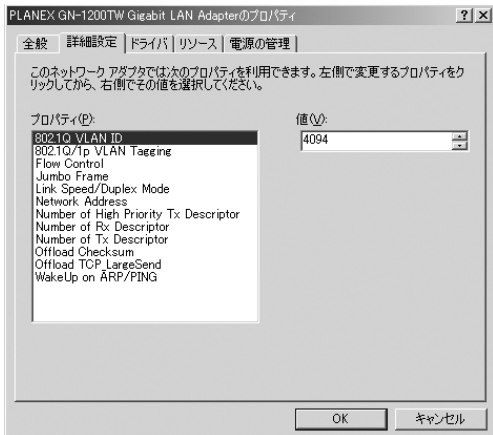 PLANEX GN-1200TW Gigabit LAN Adapterのプロパティ
全般 詳細設定 ドライバ リソース 電源の管理
このネットワーク アダプタでは次のプロパティを利用できます。左側で変更するプロパティをク
リックしてから、右側でその値を選択してください。
プロパティ(P):
値(V):
802.1Q VLAN ID
4094
802.1Q/1p VLAN Tagging
Flow Control
Jumbo Frame
Link Speed/Duplex Mode
Network Address
Number of High Priority Tx Descriptor
Number of Rx Descriptor
Number of Tx Descriptor
Offload Checksum
Offload TCP_LargeSend
WakeUp on ARP/PING
OK
キャンセル